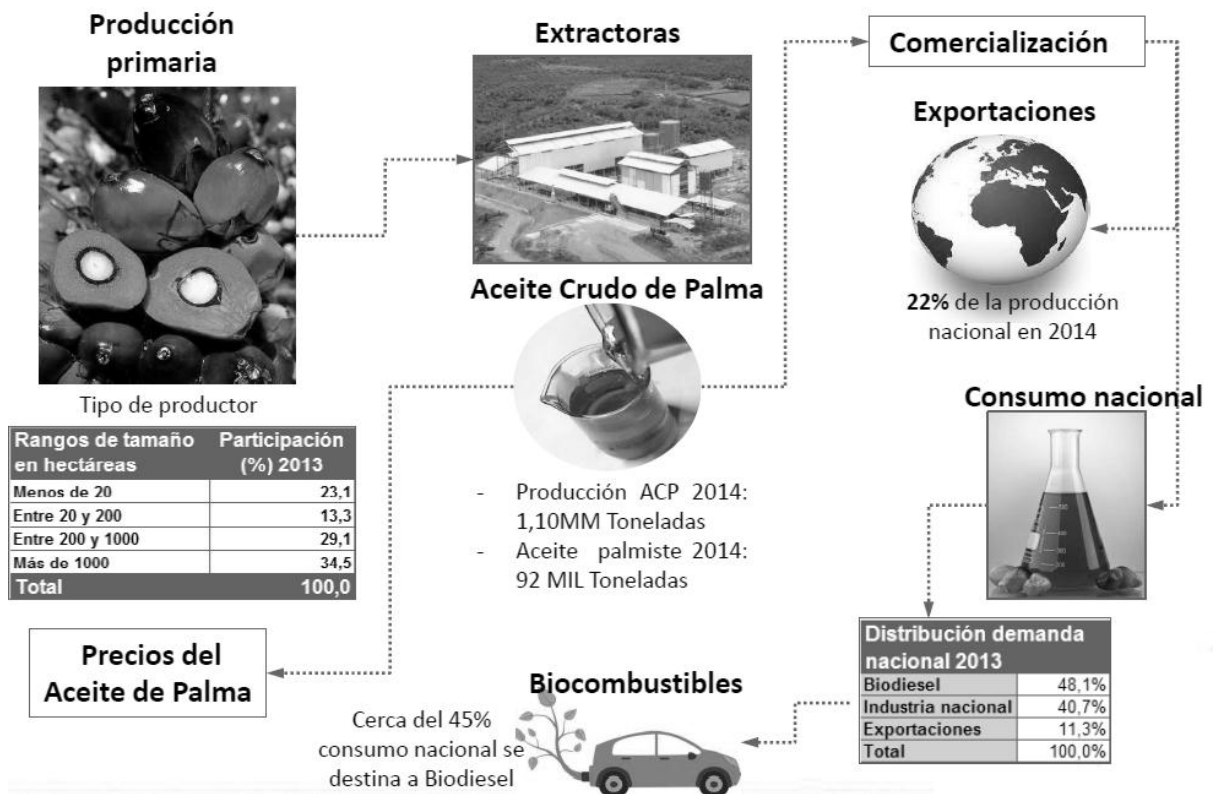 Producción
primaria
Tipo de productor
Rangos de tamaño Participación
en hectáreas (%) 2013
Menos de 20 23,1
Entre 20 y 200 13,3
Entre 200 y 1000 29,1
Más de 1000 34,5
Total 100,0
Extractoras
Aceite Crudo de Palma
- Producción ACP 2014:
1,10MM Toneladas
- Aceite palmiste 2014:
92 MIL Toneladas
Comercialización
Exportaciones
22% de la producción
nacional en 2014
Consumo nacional
Distribución demanda
nacional 2013
Biodiesel 48,1%
Industria nacional 40,7%
Exportaciones 11,3%
Total 100,0%
Precios del
Aceite de Palma
Biocombustibles
Cerca del 45%
consumo nacional se
destina a Biodiesel